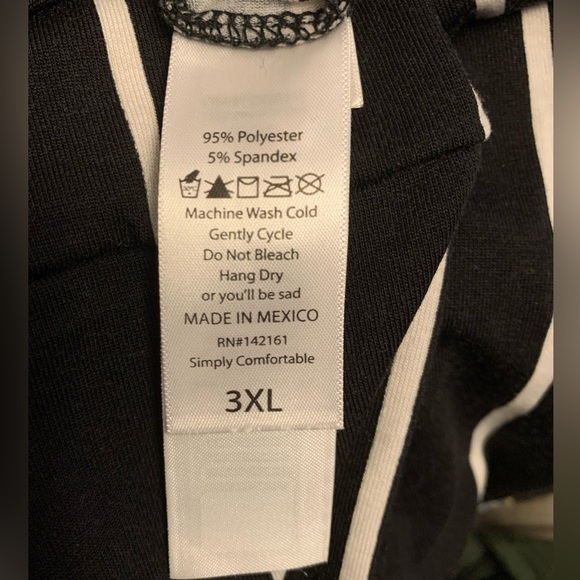 95% Polyester
5% Spandex
30°C
Machine Wash Cold
Gently Cycle
Do Not Bleach
Hang Dry
or you'll be sad
MADE IN MEXICO
RN#142161
Simply Comfortable
3XL